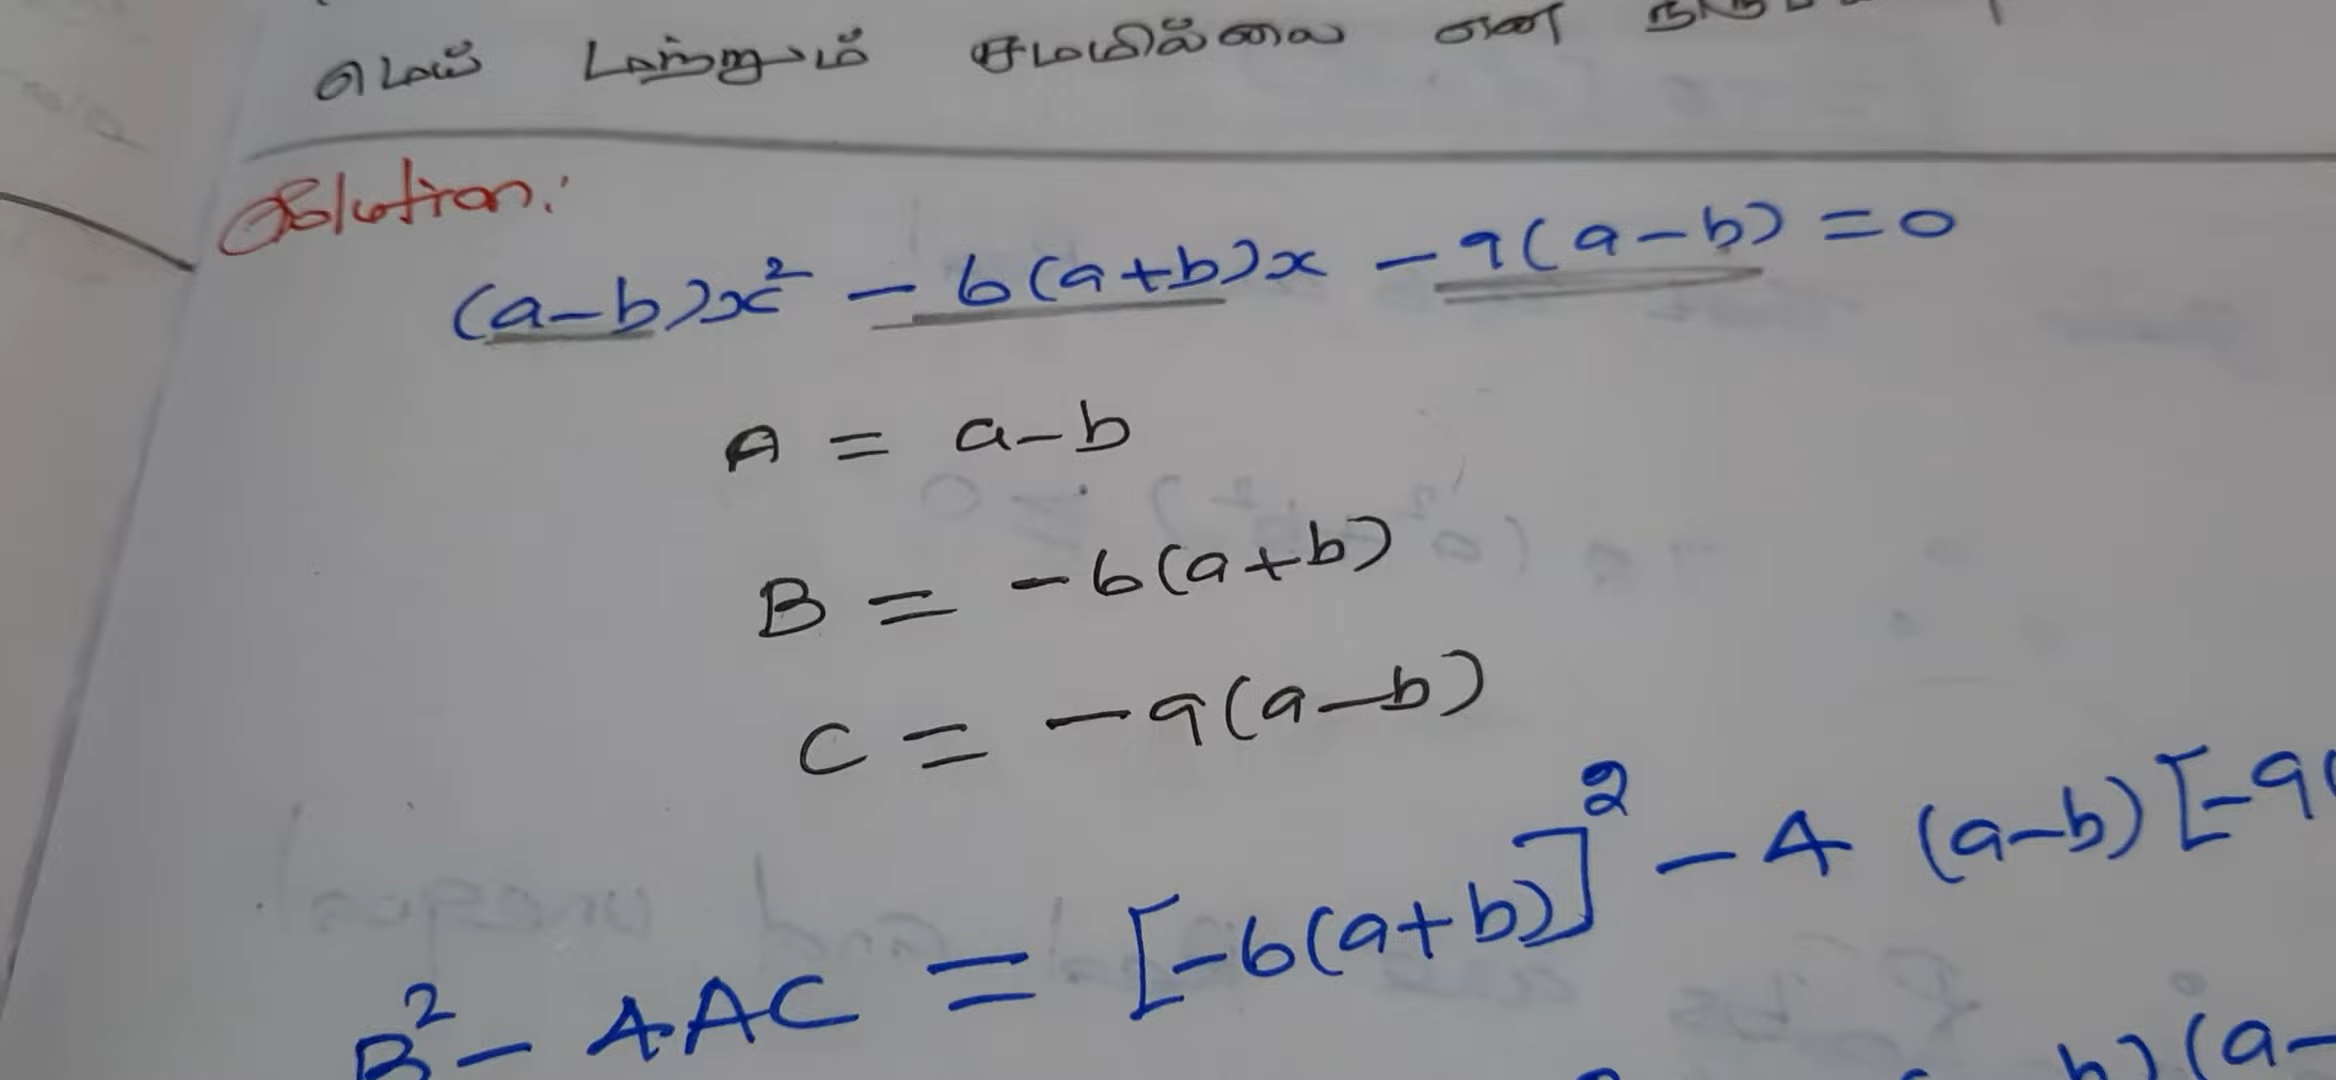 மெய் மற்றும் சமமில்லை என
Solution:
(a-b)x² - 6(a+b)x - 9(a-b) = 0
A = a-b
B = -6(a+b)
C = -9(a-b)
B² - 4AC = [-6(a+b)]² - 4 (a-b) [-9(
b) (a-